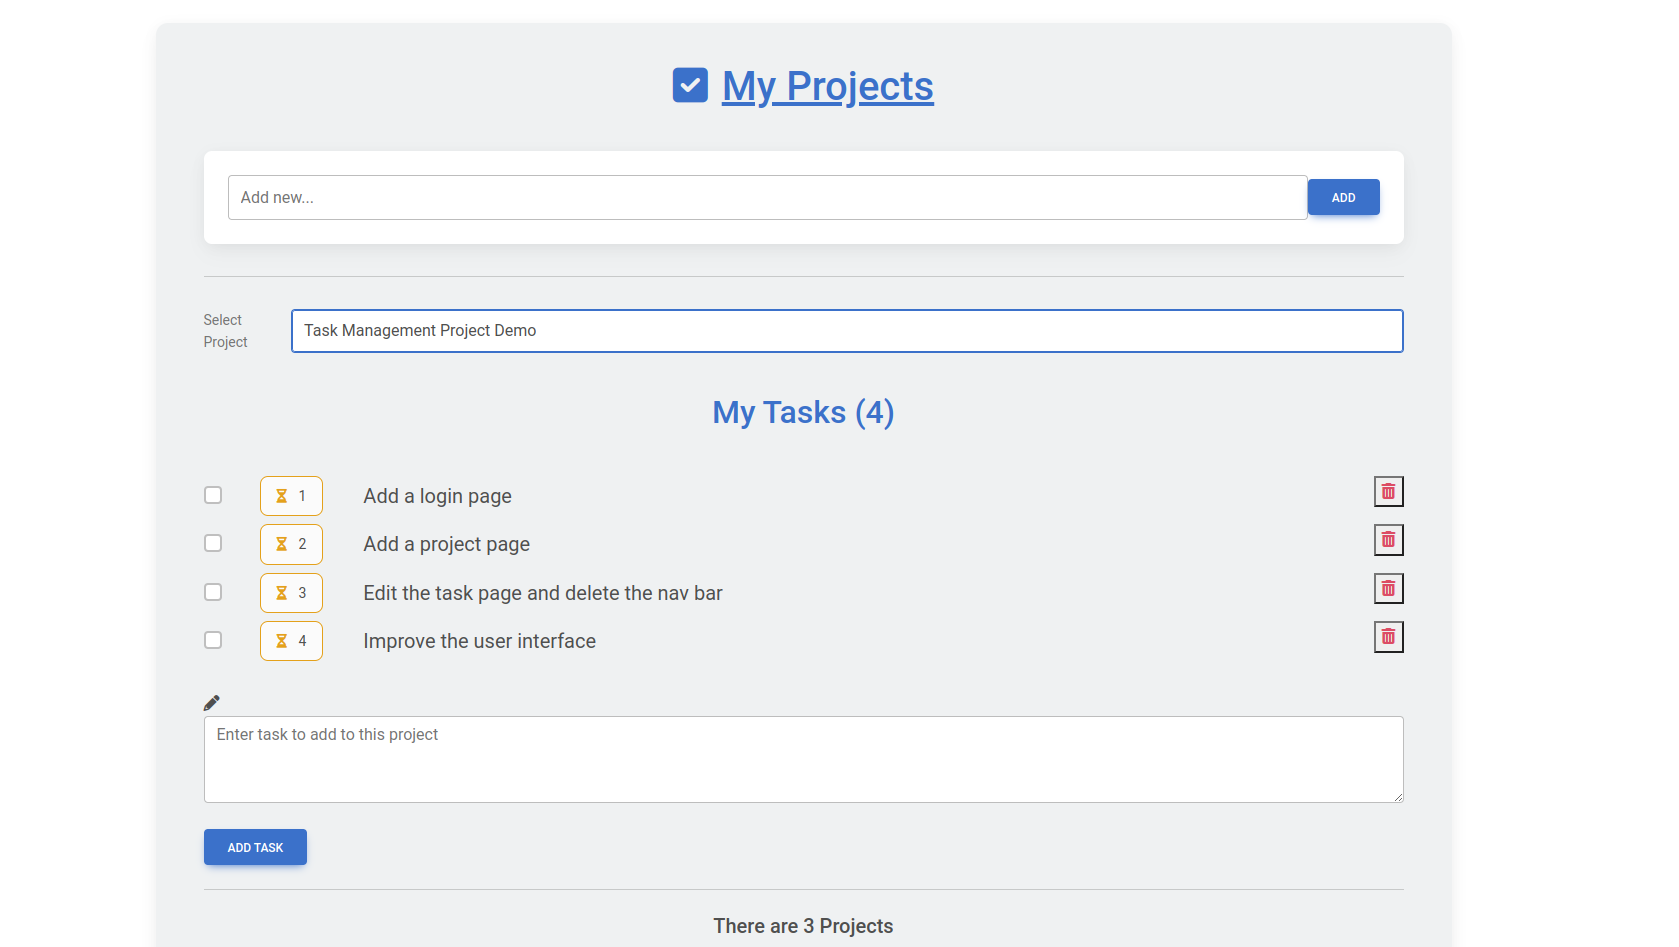 My Projects
Add new...
ADD
Select
Project
Task Management Project Demo
My Tasks (4)
1 Add a login page
2 Add a project page
3 Edit the task page and delete the nav bar
4 Improve the user interface
Enter task to add to this project
ADD TASK
There are 3 Projects